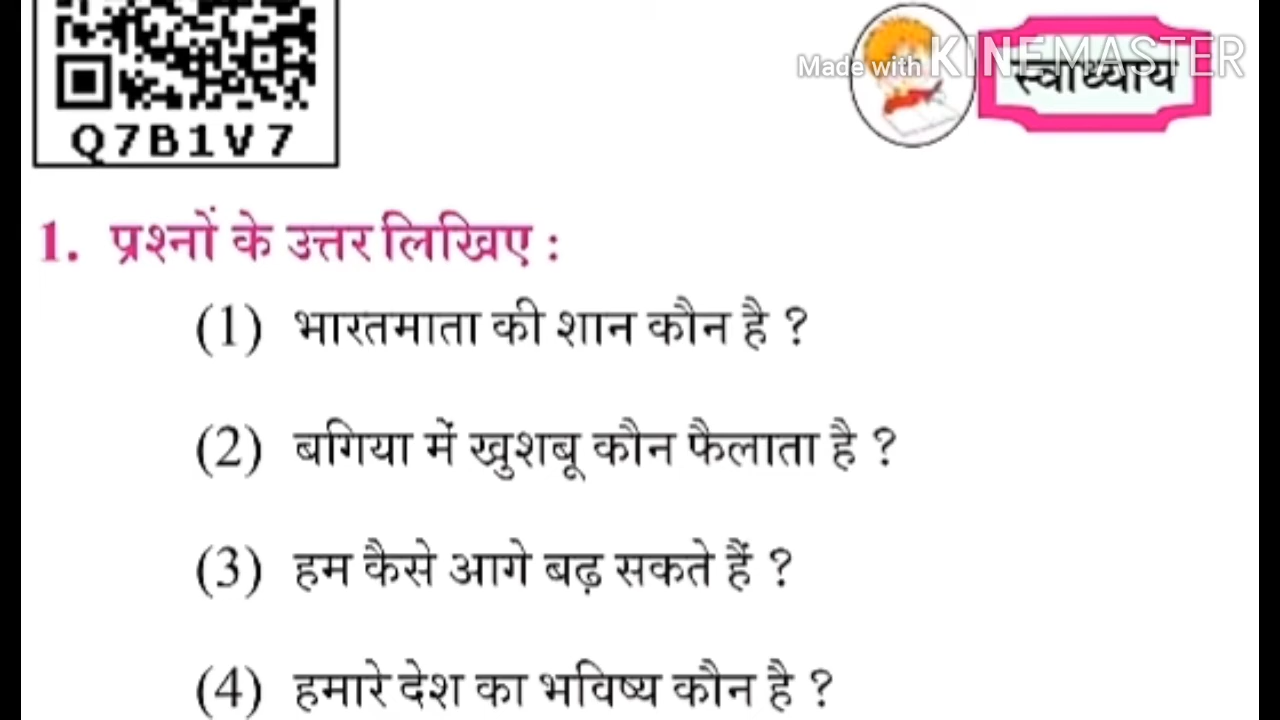 Made with KINEMASTER
स्वाध्याय
Q7B1V7
1. प्रश्नों के उत्तर लिखिए :
(1) भारतमाता की शान कौन है ?
(2) बगिया में खुशबू कौन फैलाता है ?
(3) हम कैसे आगे बढ़ सकते हैं ?
(4) हमारे देश का भविष्य कौन है ?